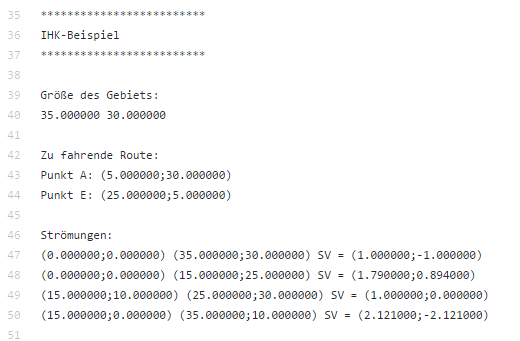 35 *************************
36 IHK-Beispiel
37 *************************
38
39 Größe des Gebiets:
40 35.000000 30.000000
41
42 Zu fahrende Route:
43 Punkt A: (5.000000;30.000000)
44 Punkt E: (25.000000;5.000000)
45
46 Strömungen:
47 (0.000000;0.000000) (35.000000;30.000000) SV = (1.000000;-1.000000)
48 (0.000000;0.000000) (15.000000;25.000000) SV = (1.790000;0.894000)
49 (15.000000;10.000000) (25.000000;30.000000) SV = (1.000000;0.000000)
50 (15.000000;0.000000) (35.000000;10.000000) SV = (2.121000;-2.121000)
51